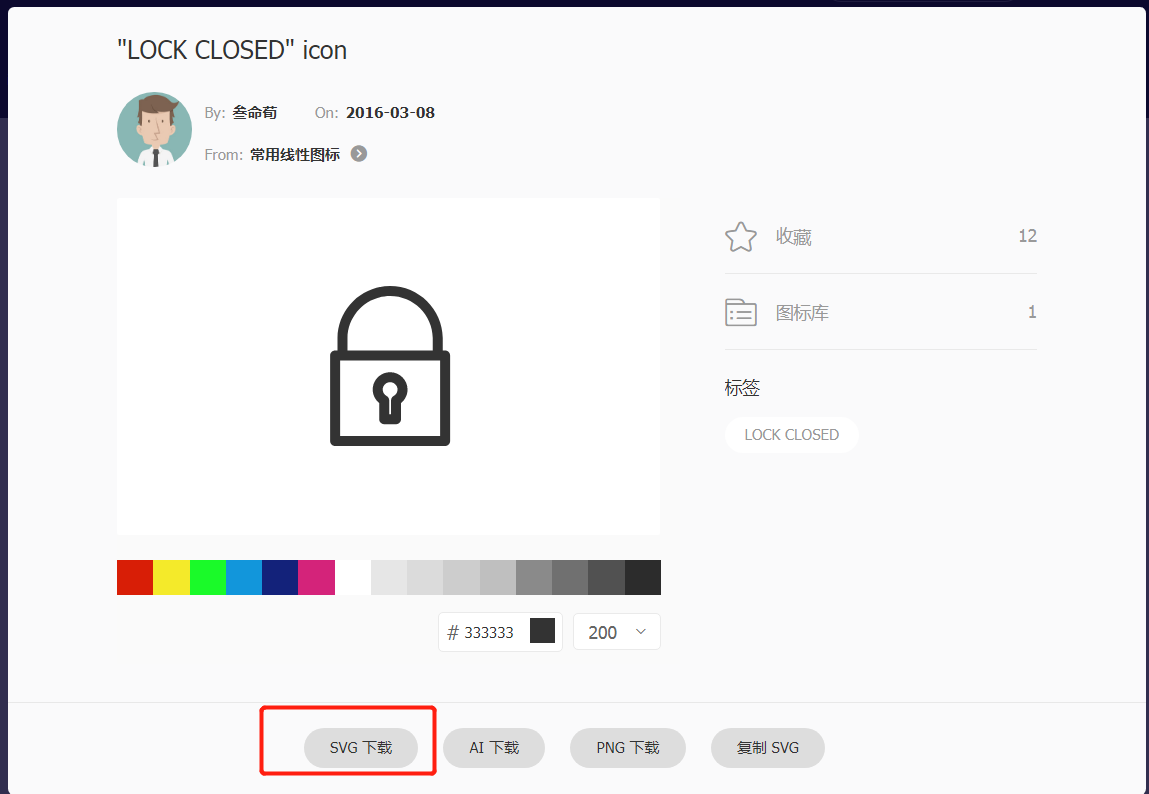 "LOCK CLOSED" icon
By: 叁命荀 On: 2016-03-08
From: 常用线性图标
收藏 12
图标库 1
标签
LOCK CLOSED
# 333333 200
SVG 下载 AI 下载 PNG 下载 复制 SVG